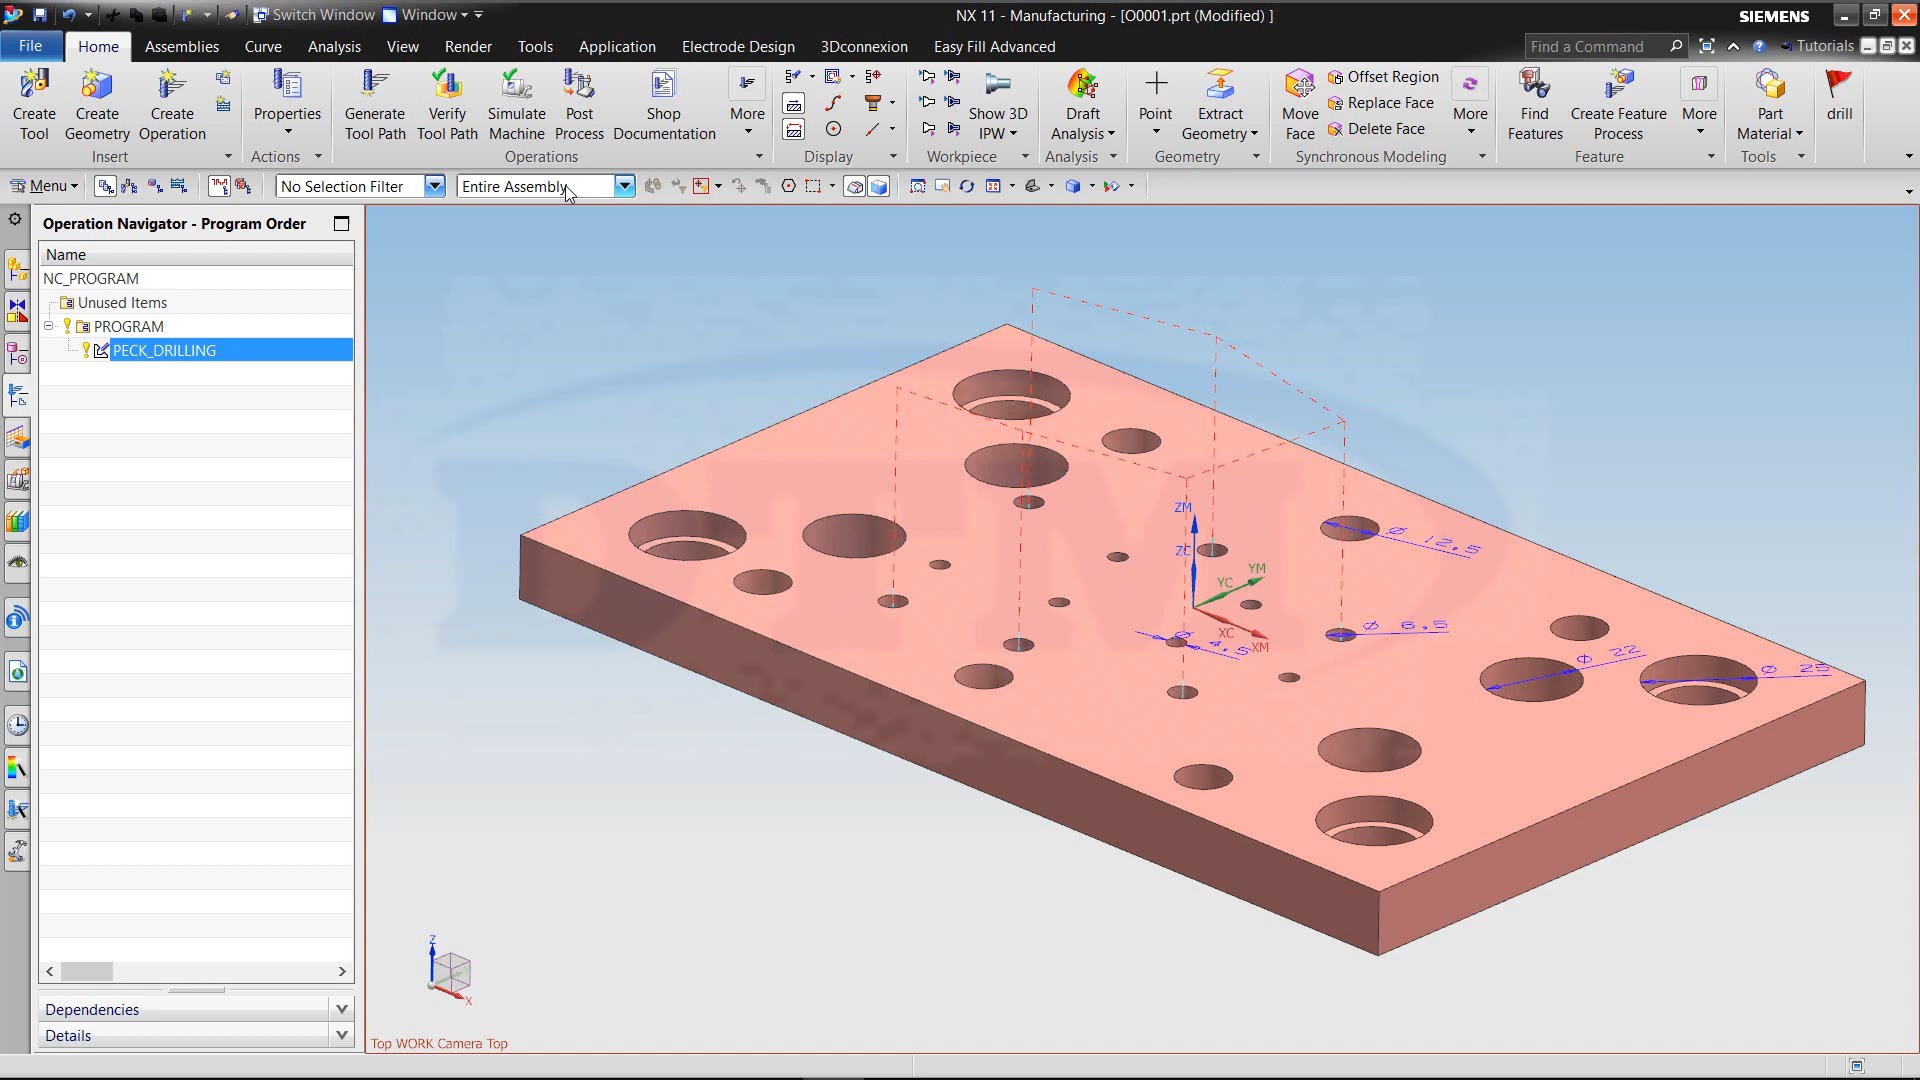 Switch Window Window NX 11 - Manufacturing - [O0001.prt (Modified) ] SIEMENS
File Home Assemblies Curve Analysis View Render Tools Application Electrode Design 3Dconnexion Easy Fill Advanced Find a Command Tutorials
Create Tool Create Geometry Create Operation Properties Generate Tool Path Verify Tool Path Simulate Machine Post Process Shop Documentation More Show 3D IPW Draft Analysis Point Extract Geometry Move Face Offset Region Replace Face Delete Face More Find Features Create Feature Process More Part Material drill
Insert Actions Operations Display Workpiece Analysis Geometry Synchronous Modeling Feature Tools
Menu No Selection Filter Entire Assembly
Operation Navigator - Program Order
Name
NC_PROGRAM
Unused Items
PROGRAM
PECK_DRILLING
ZM
Ø 12.5
ZC
YM
YC
Ø 6.5
XC
XM
Ø 4.5
Ø 22
Ø 25
DTMD
Z
X
Dependencies
Details
Top WORK Camera Top